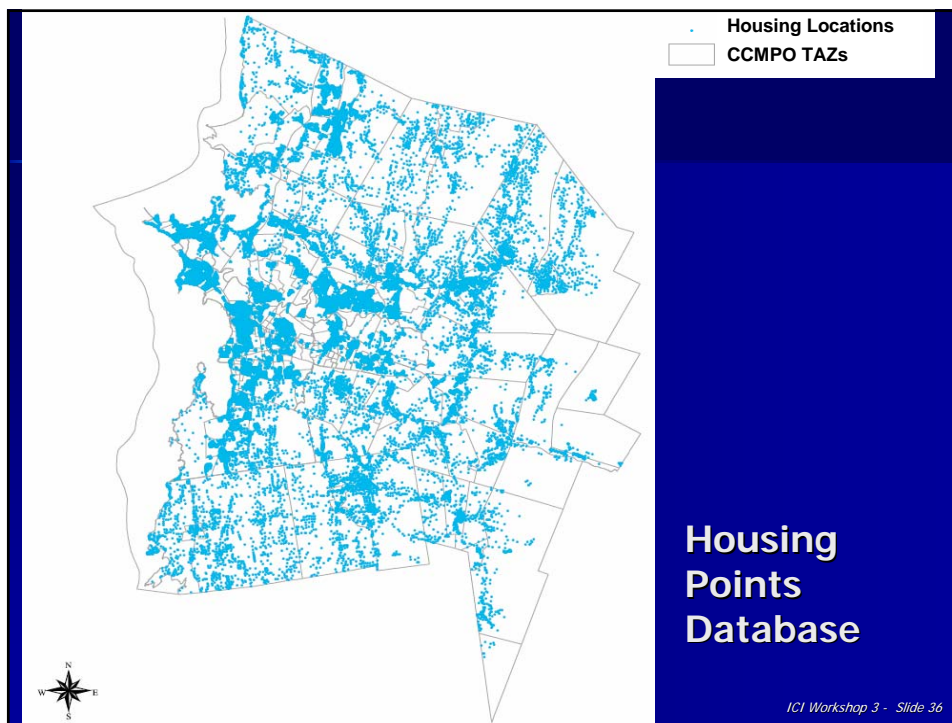 Housing Locations
CCMPO TAZs
Housing
Points
Database
N
W E
S
ICI Workshop 3 - Slide 36